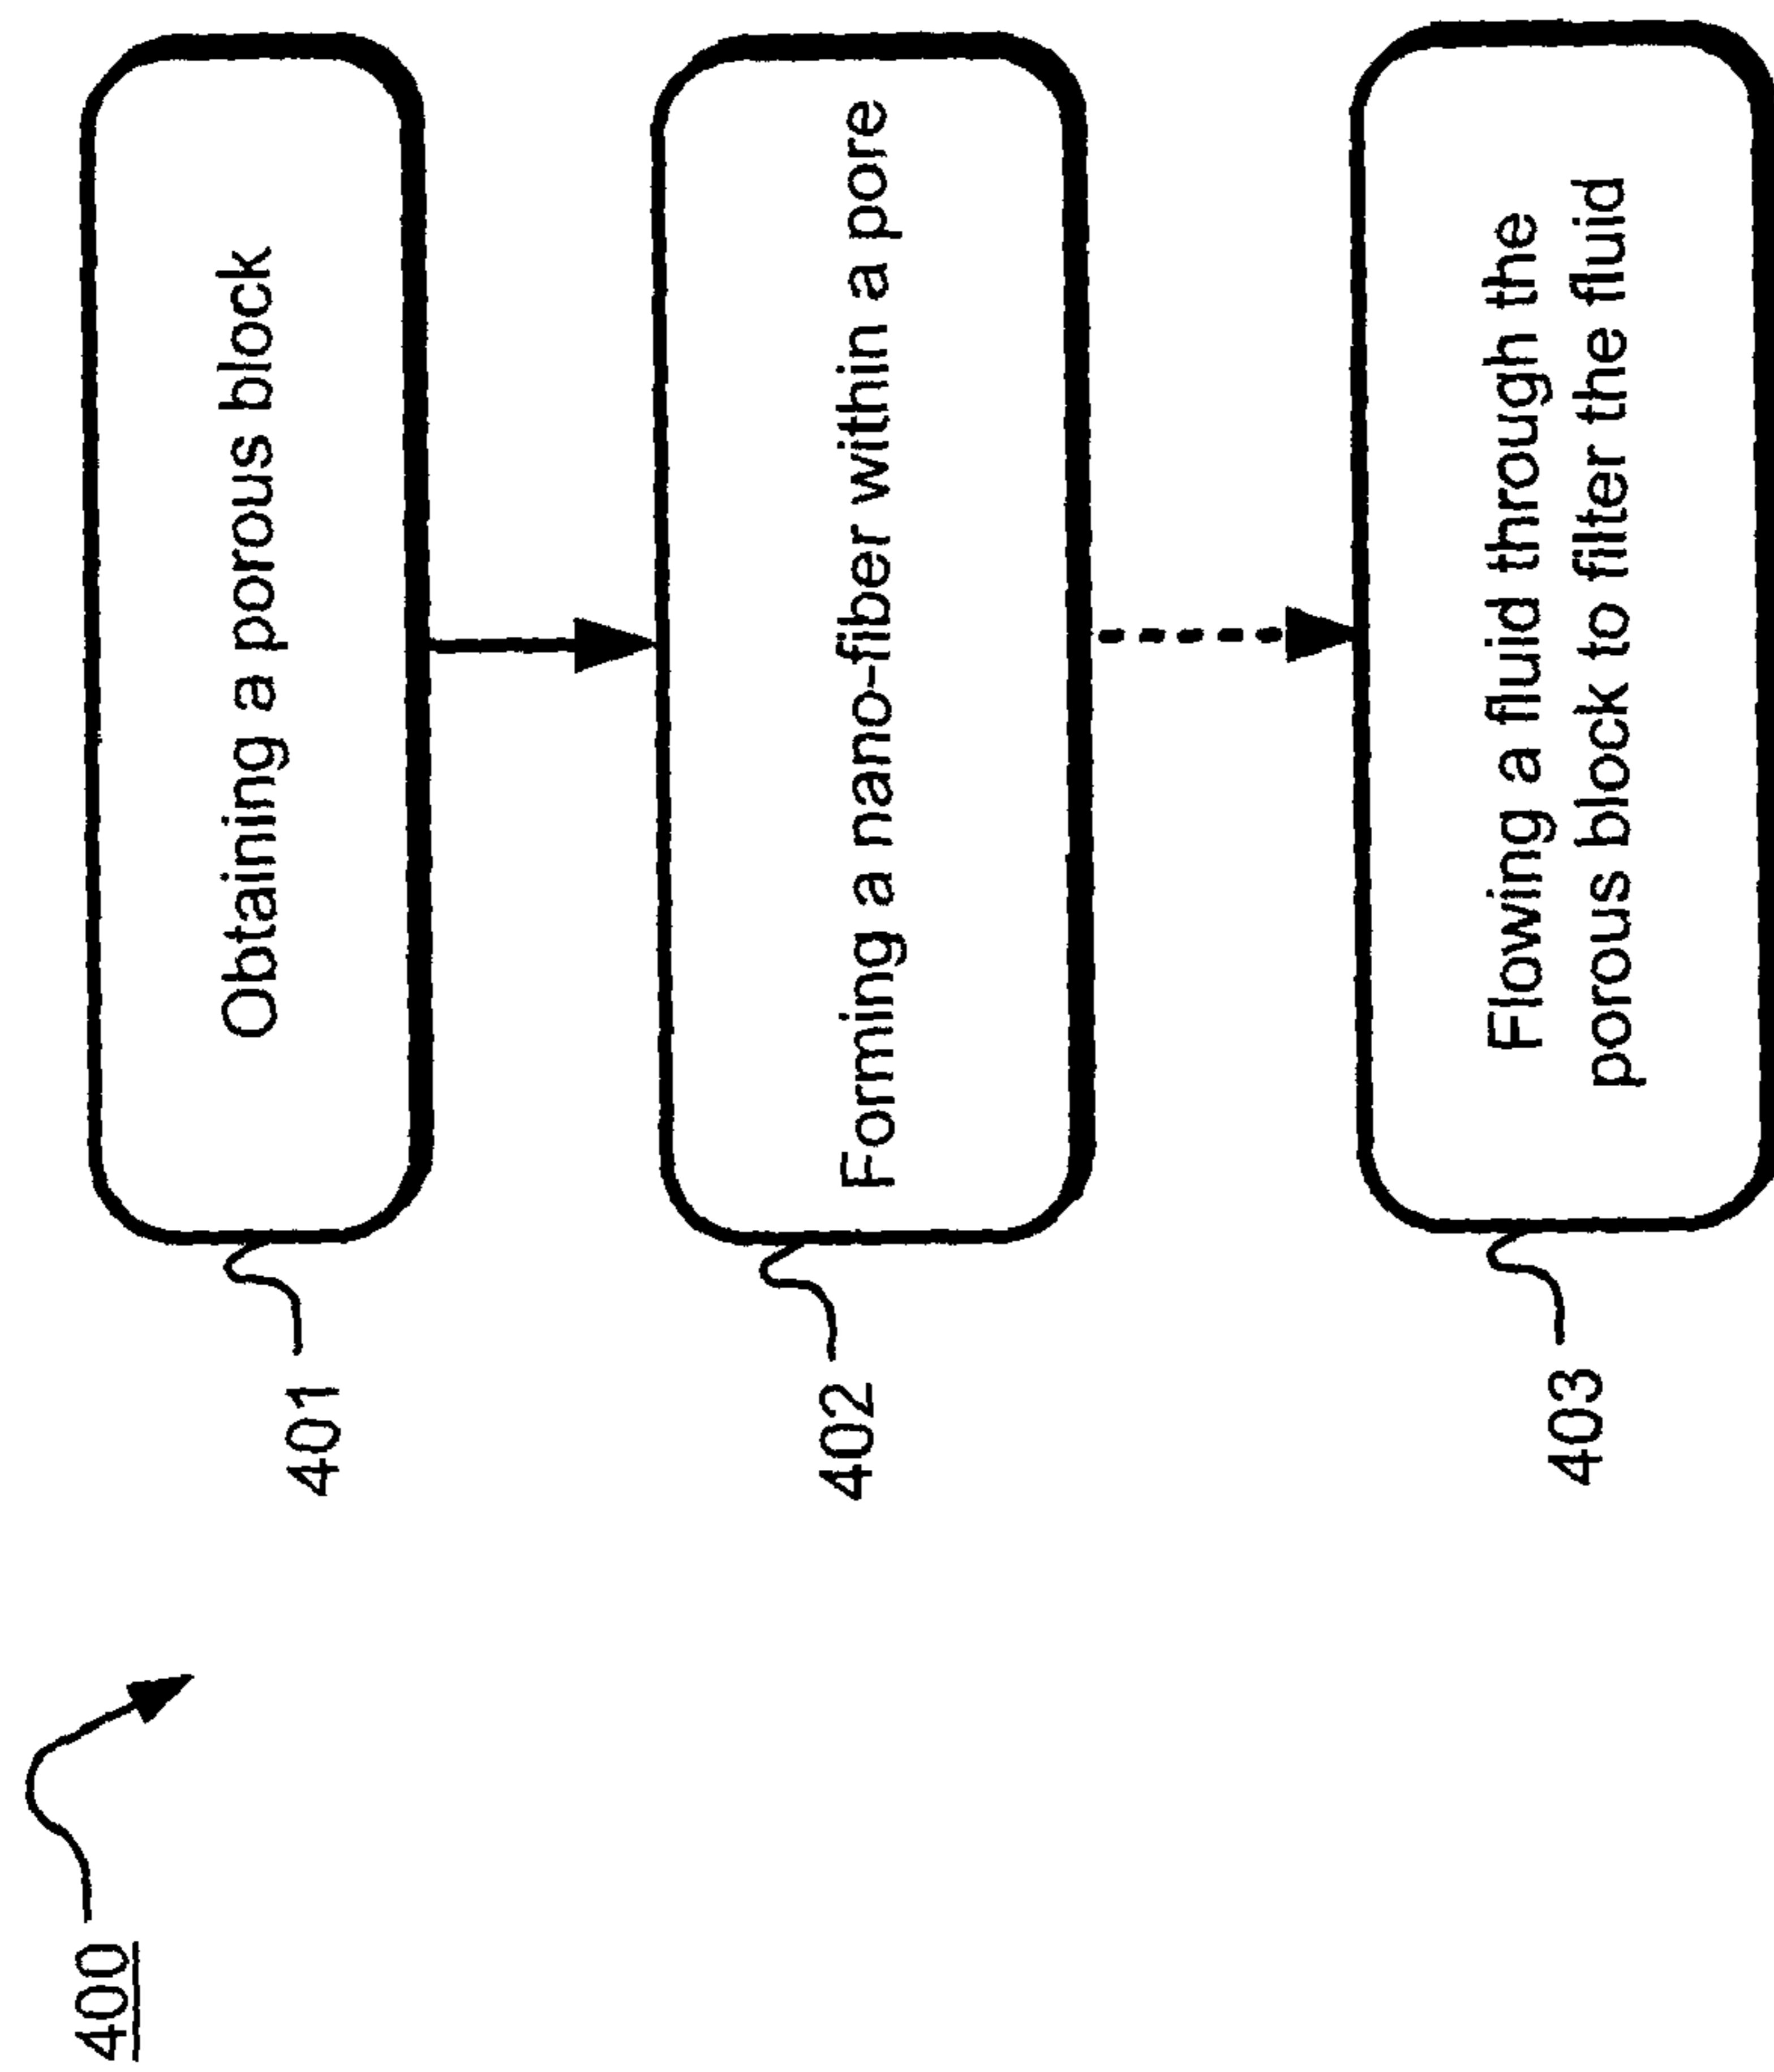 400
401
Obtaining a porous block
402
Forming a nano-fiber within a pore
403
Flowing a fluid through the
porous block to filter the fluid